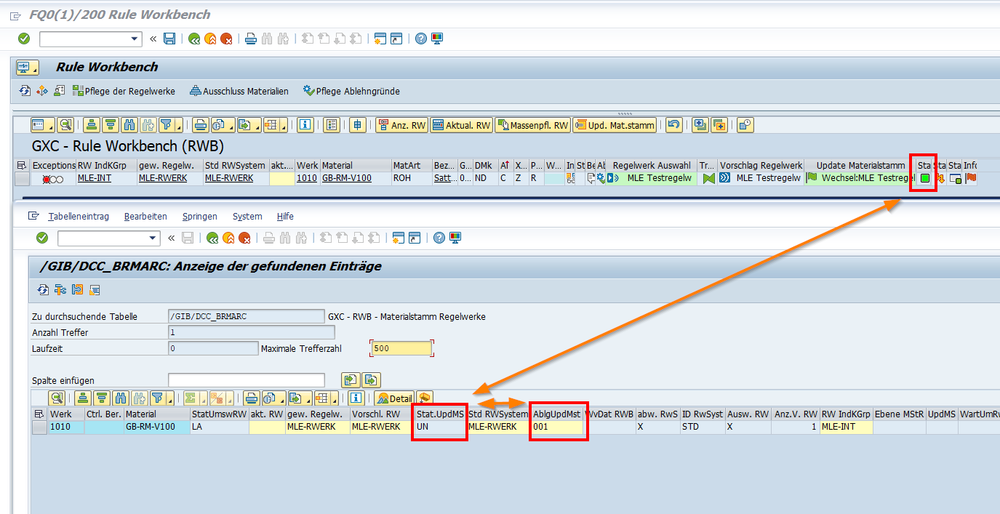 FQ0(1)/200 Rule Workbench
Rule Workbench
Pflege der Regelwerke Ausschluss Materialien Pflege Ablehngründe
Anz. RW Aktual. RW Massenpfl. RW Upd. Mat.stamm
GXC - Rule Workbench (RWB)
Exceptions RW IndKGrp gew. Regelw. Std RWSystem akt.... Werk Material MatArt Bez... G... DMk A X... P... W... In St Be Ab Regelwerk Auswahl Tr... Vorschlag Regelwerk Update Materialstamm Sta Sta Sta Info
MLE-INT MLE-RWERK MLE-RWERK 1010 GB-RM-V100 ROH Satt... 0... ND C Z R MLE Testregelw MLE Testregelw Wechsel:MLE Testregel
Tabelleneintrag Bearbeiten Springen System Hilfe
/GIB/DCC_BRMARC: Anzeige der gefundenen Einträge
Zu durchsuchende Tabelle /GIB/DCC_BRMARC GXC - RWB - Materialstamm Regelwerke
Anzahl Treffer 1
Laufzeit 0 Maximale Trefferzahl 500
Spalte einfügen
Detail
Werk Ctrl. Ber. Material StatUmswRW akt. RW gew. Regelw. Vorschl. RW Stat.UpdMS Std RWSystem AblgUpdMst WvDat RWB abw. RwS ID RwSyst Ausw. RW Anz.V. RW RW IndKGrp Ebene MStR UpdMS WartUmRw
1010 GB-RM-V100 LA MLE-RWERK MLE-RWERK UN MLE-RWERK 001 X STD X 1 MLE-INT